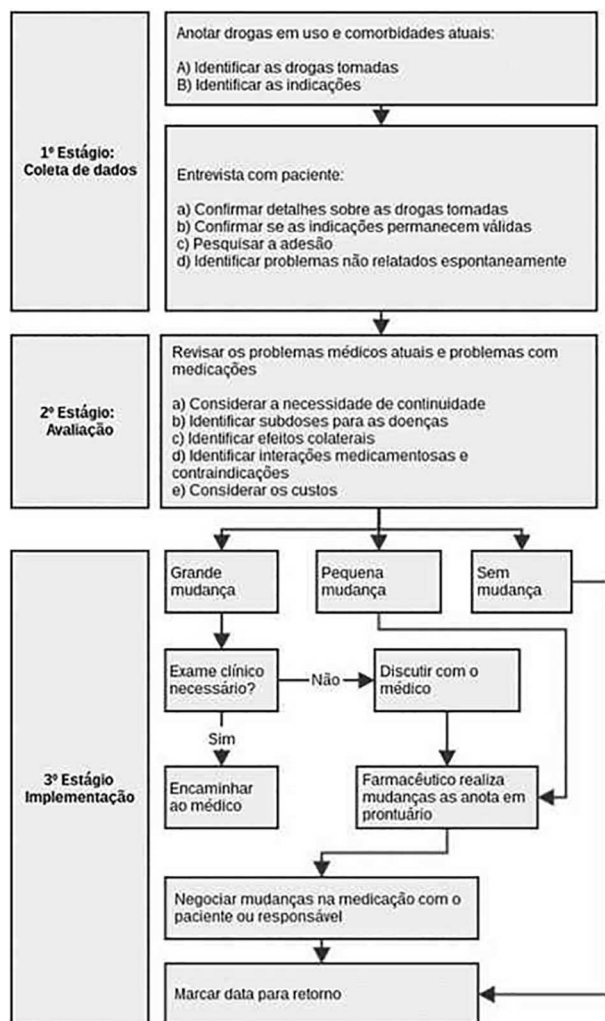 Anotar drogas em uso e comorbidades atuais:
A) Identificar as drogas tomadas
B) Identificar as indicações
1º Estágio:
Coleta de dados
Entrevista com paciente:
a) Confirmar detalhes sobre as drogas tomadas
b) Confirmar se as indicações permanecem válidas
c) Pesquisar a adesão
d) Identificar problemas não relatados espontaneamente
2º Estágio:
Avaliação
Revisar os problemas médicos atuais e problemas com
medicações
a) Considerar a necessidade de continuidade
b) Identificar subdoses para as doenças
c) Identificar efeitos colaterais
d) Identificar interações medicamentosas e
contraindicações
e) Considerar os custos
3º Estágio
Implementação
Grande
mudança
Pequena
mudança
Sem
mudança
Exame clínico
necessário?
Não
Discutir com o
médico
Sim
Encaminhar
ao médico
Farmacêutico realiza
mudanças as anota em
prontuário
Negociar mudanças na medicação com o
paciente ou responsável
Marcar data para retorno